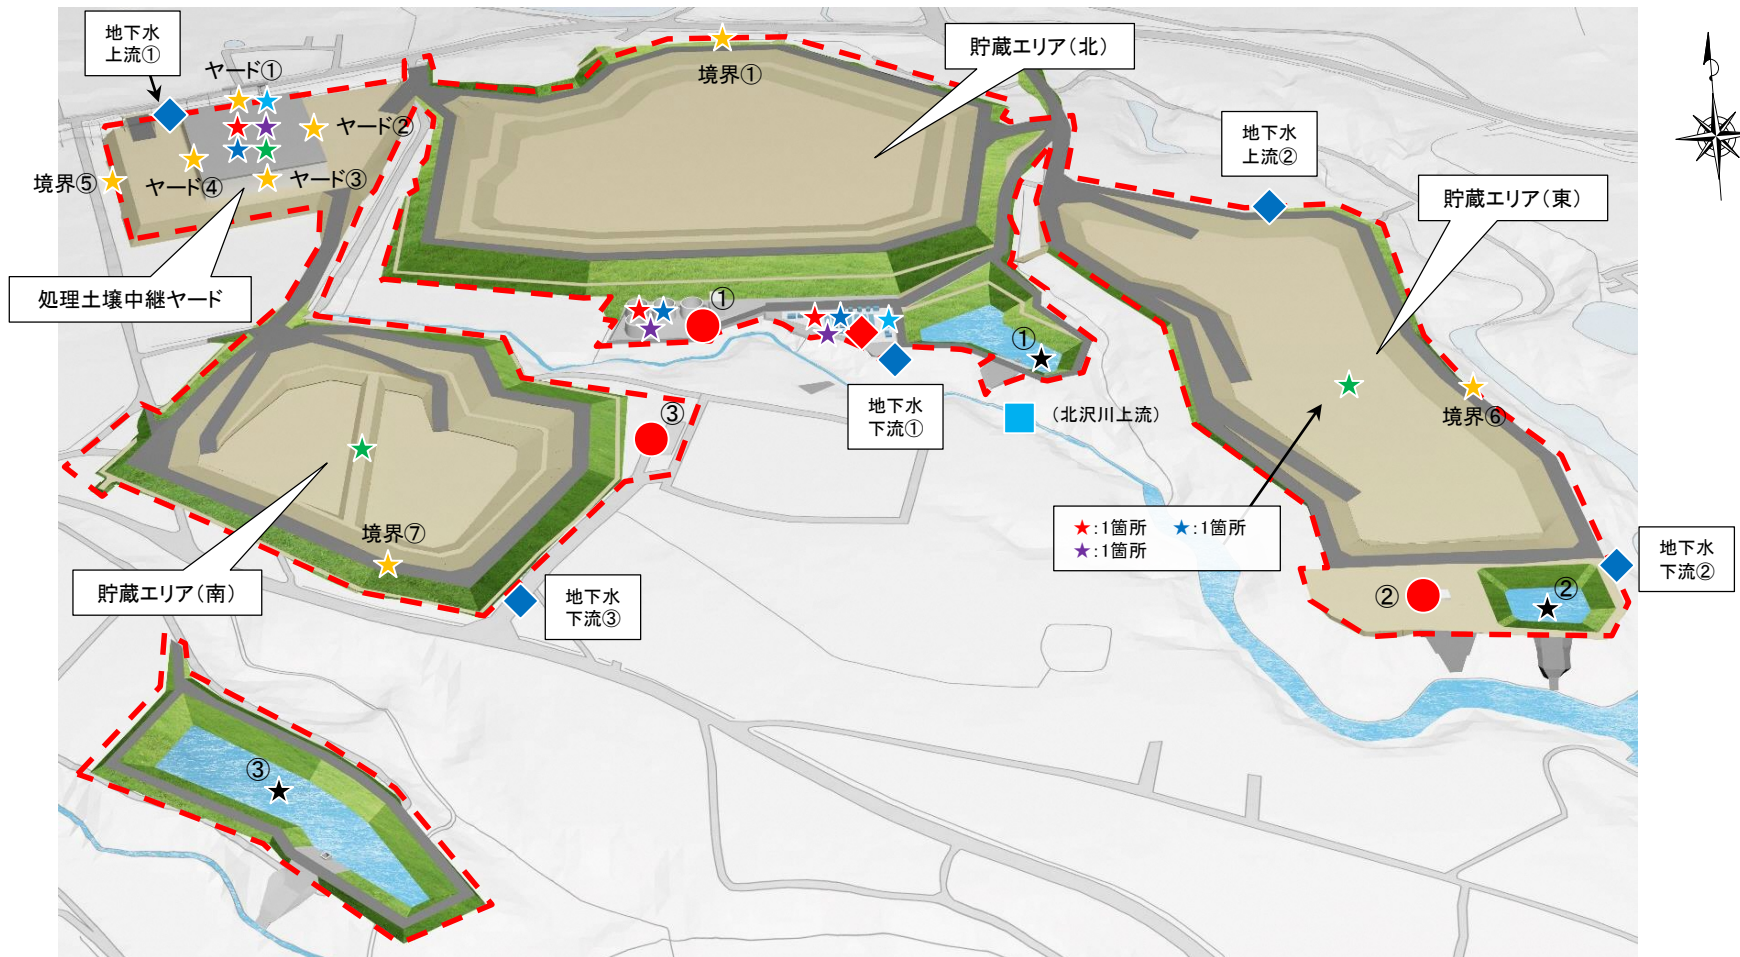 地下水
上流①
ヤード①
境界①
貯蔵エリア(北)
ヤード②
地下水
上流②
境界⑤
ヤード④
ヤード③
貯蔵エリア(東)
処理土壌中継ヤード
①
①
地下水
下流①
(北沢川上流)
境界⑥
③
★:1箇所 ★:1箇所
★:1箇所
境界⑦
地下水
下流②
貯蔵エリア(南)
地下水
下流③
②
②
③